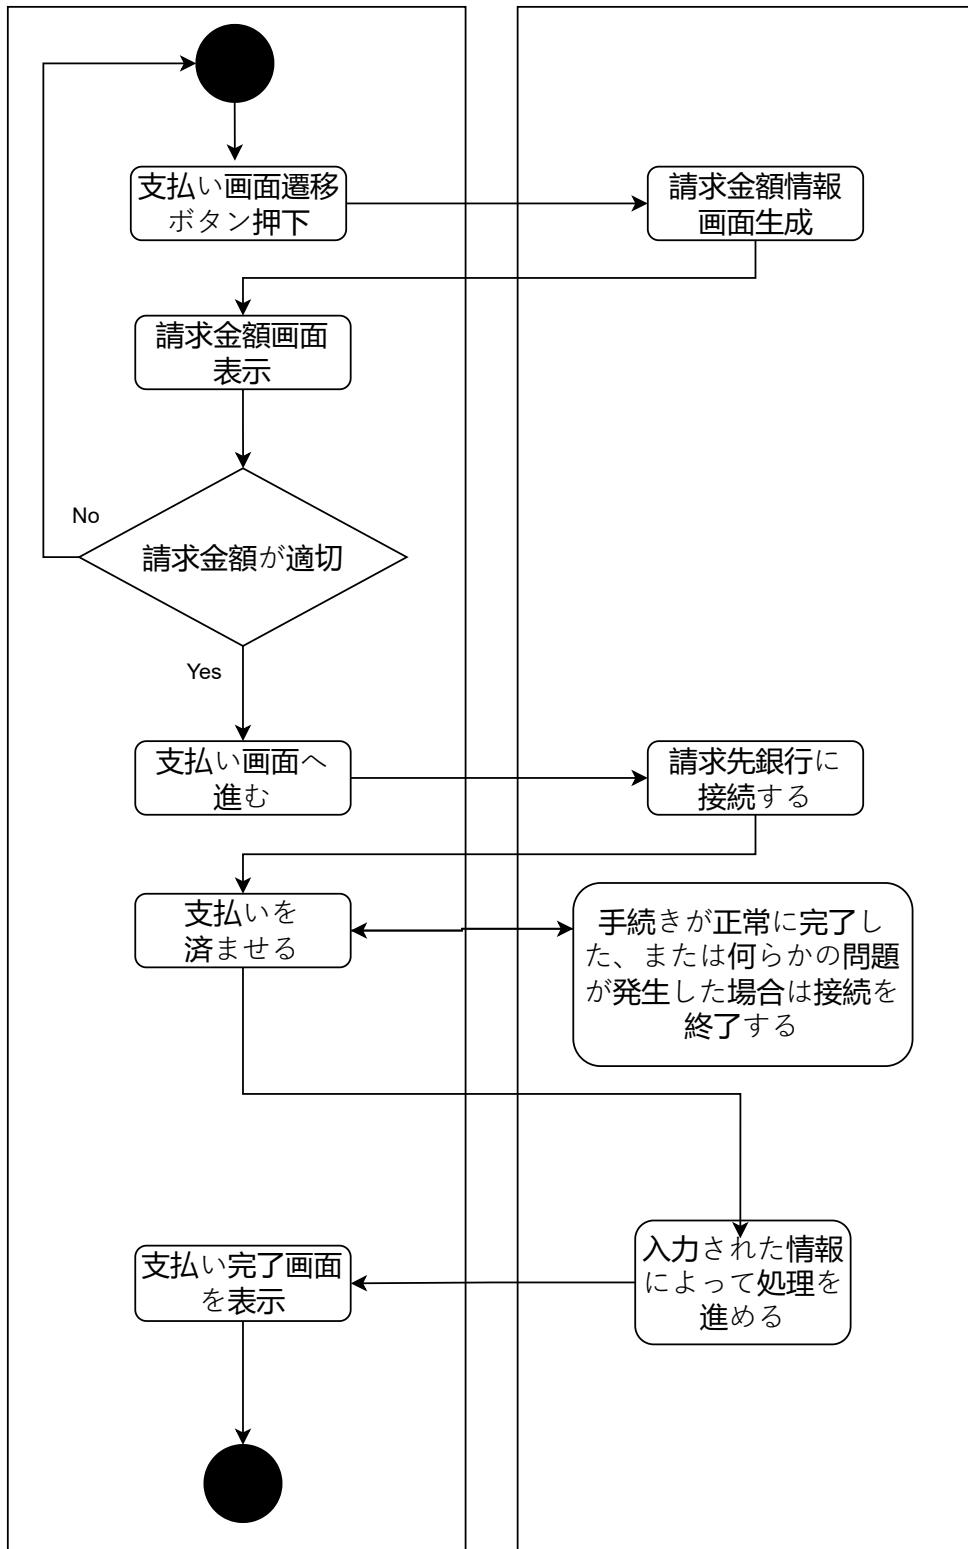 支払い画面遷移
ボタン押下
請求金額情報
画面生成
請求金額画面
表示
No
請求金額が適切
Yes
支払い画面へ
進む
請求先銀行に
接続する
支払いを
済ませる
手続きが正常に完了し
た、または何らかの問題
が発生した場合は接続を
終了する
入力された情報
によって処理を
進める
支払い完了画面
を表示